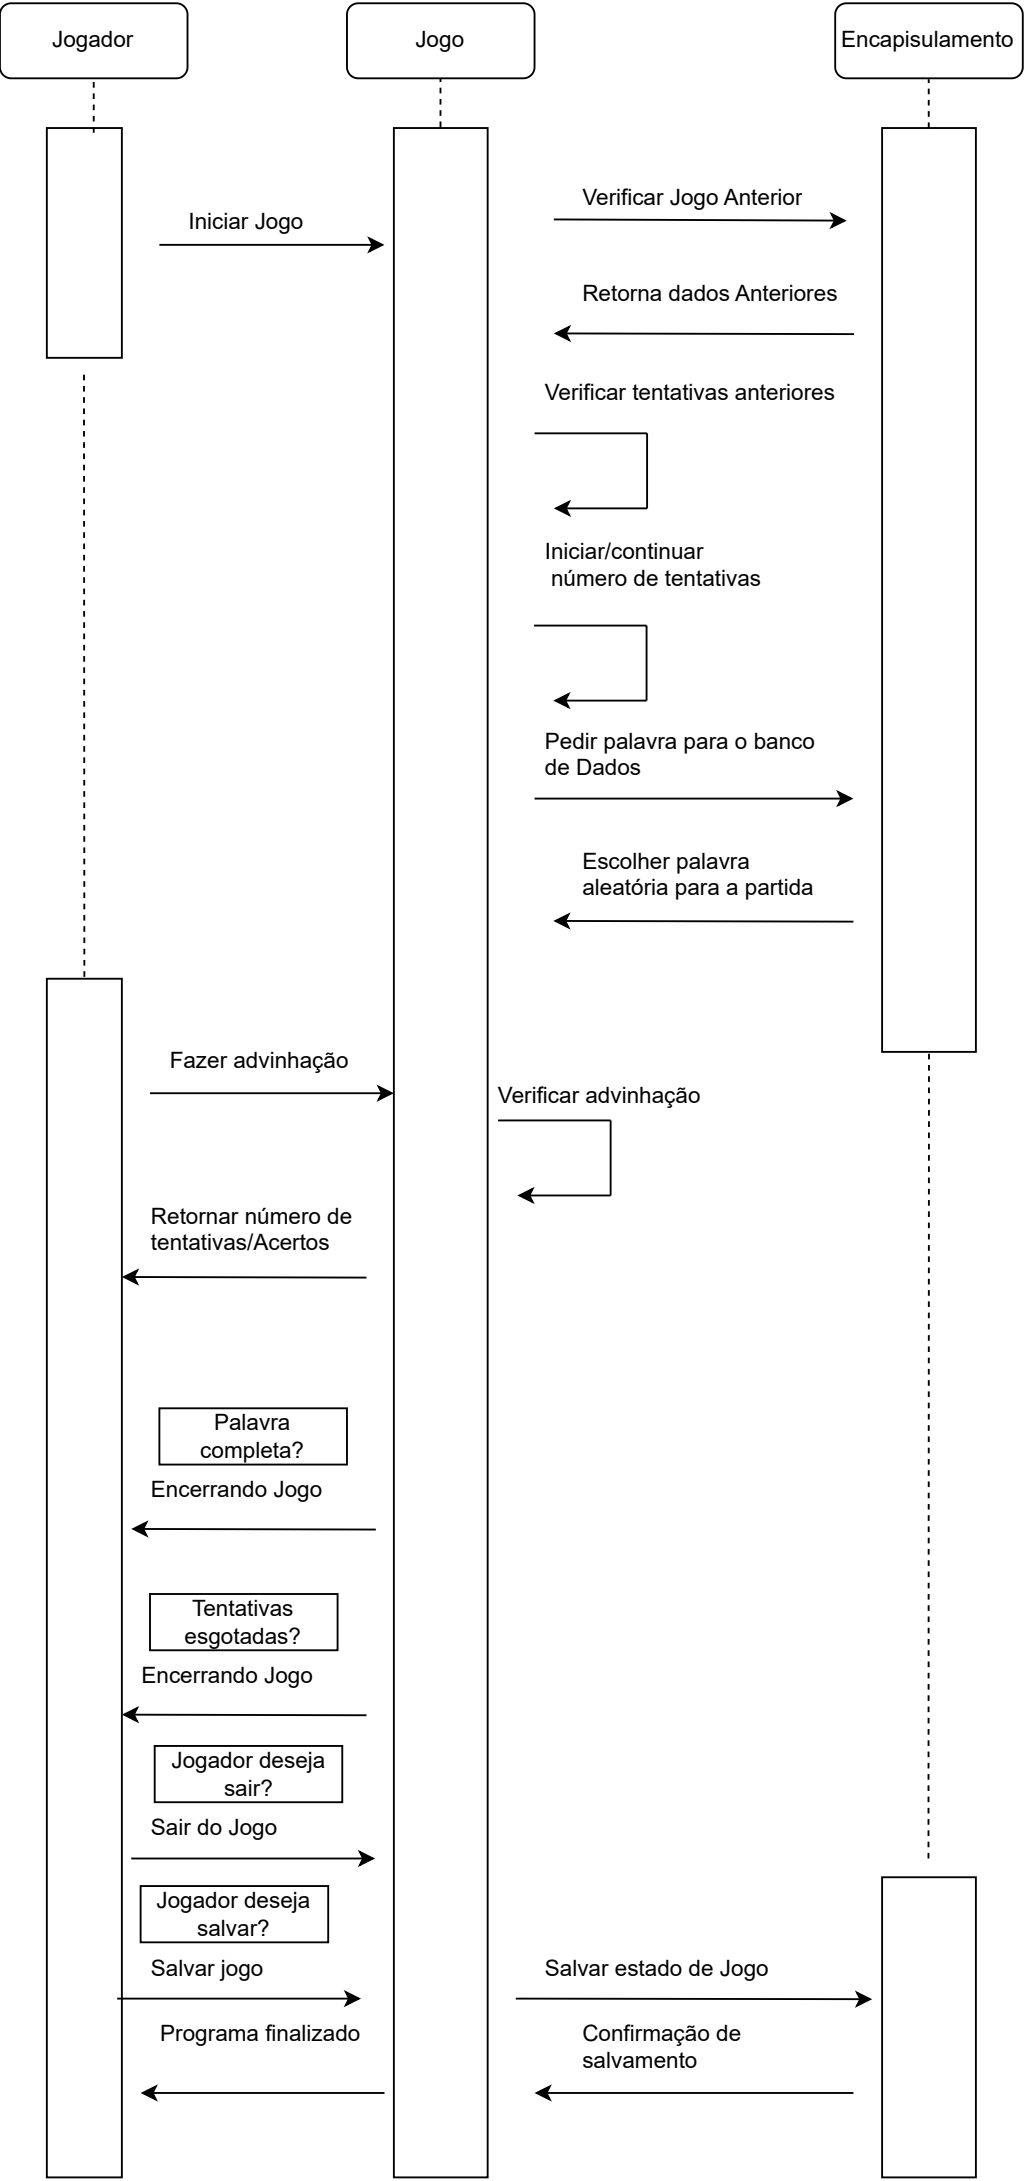 Jogador
Jogo
Encapisulamento
Verificar Jogo Anterior
Iniciar Jogo
Retorna dados Anteriores
Verificar tentativas anteriores
Iniciar/continuar
número de tentativas
Pedir palavra para o banco
de Dados
Escolher palavra
aleatória para a partida
Fazer advinhação
Verificar advinhação
Retornar número de
tentativas/Acertos
Palavra
completa?
Encerrando Jogo
Tentativas
esgotadas?
Encerrando Jogo
Jogador deseja
sair?
Sair do Jogo
Jogador deseja
salvar?
Salvar jogo
Salvar estado de Jogo
Programa finalizado
Confirmação de
salvamento